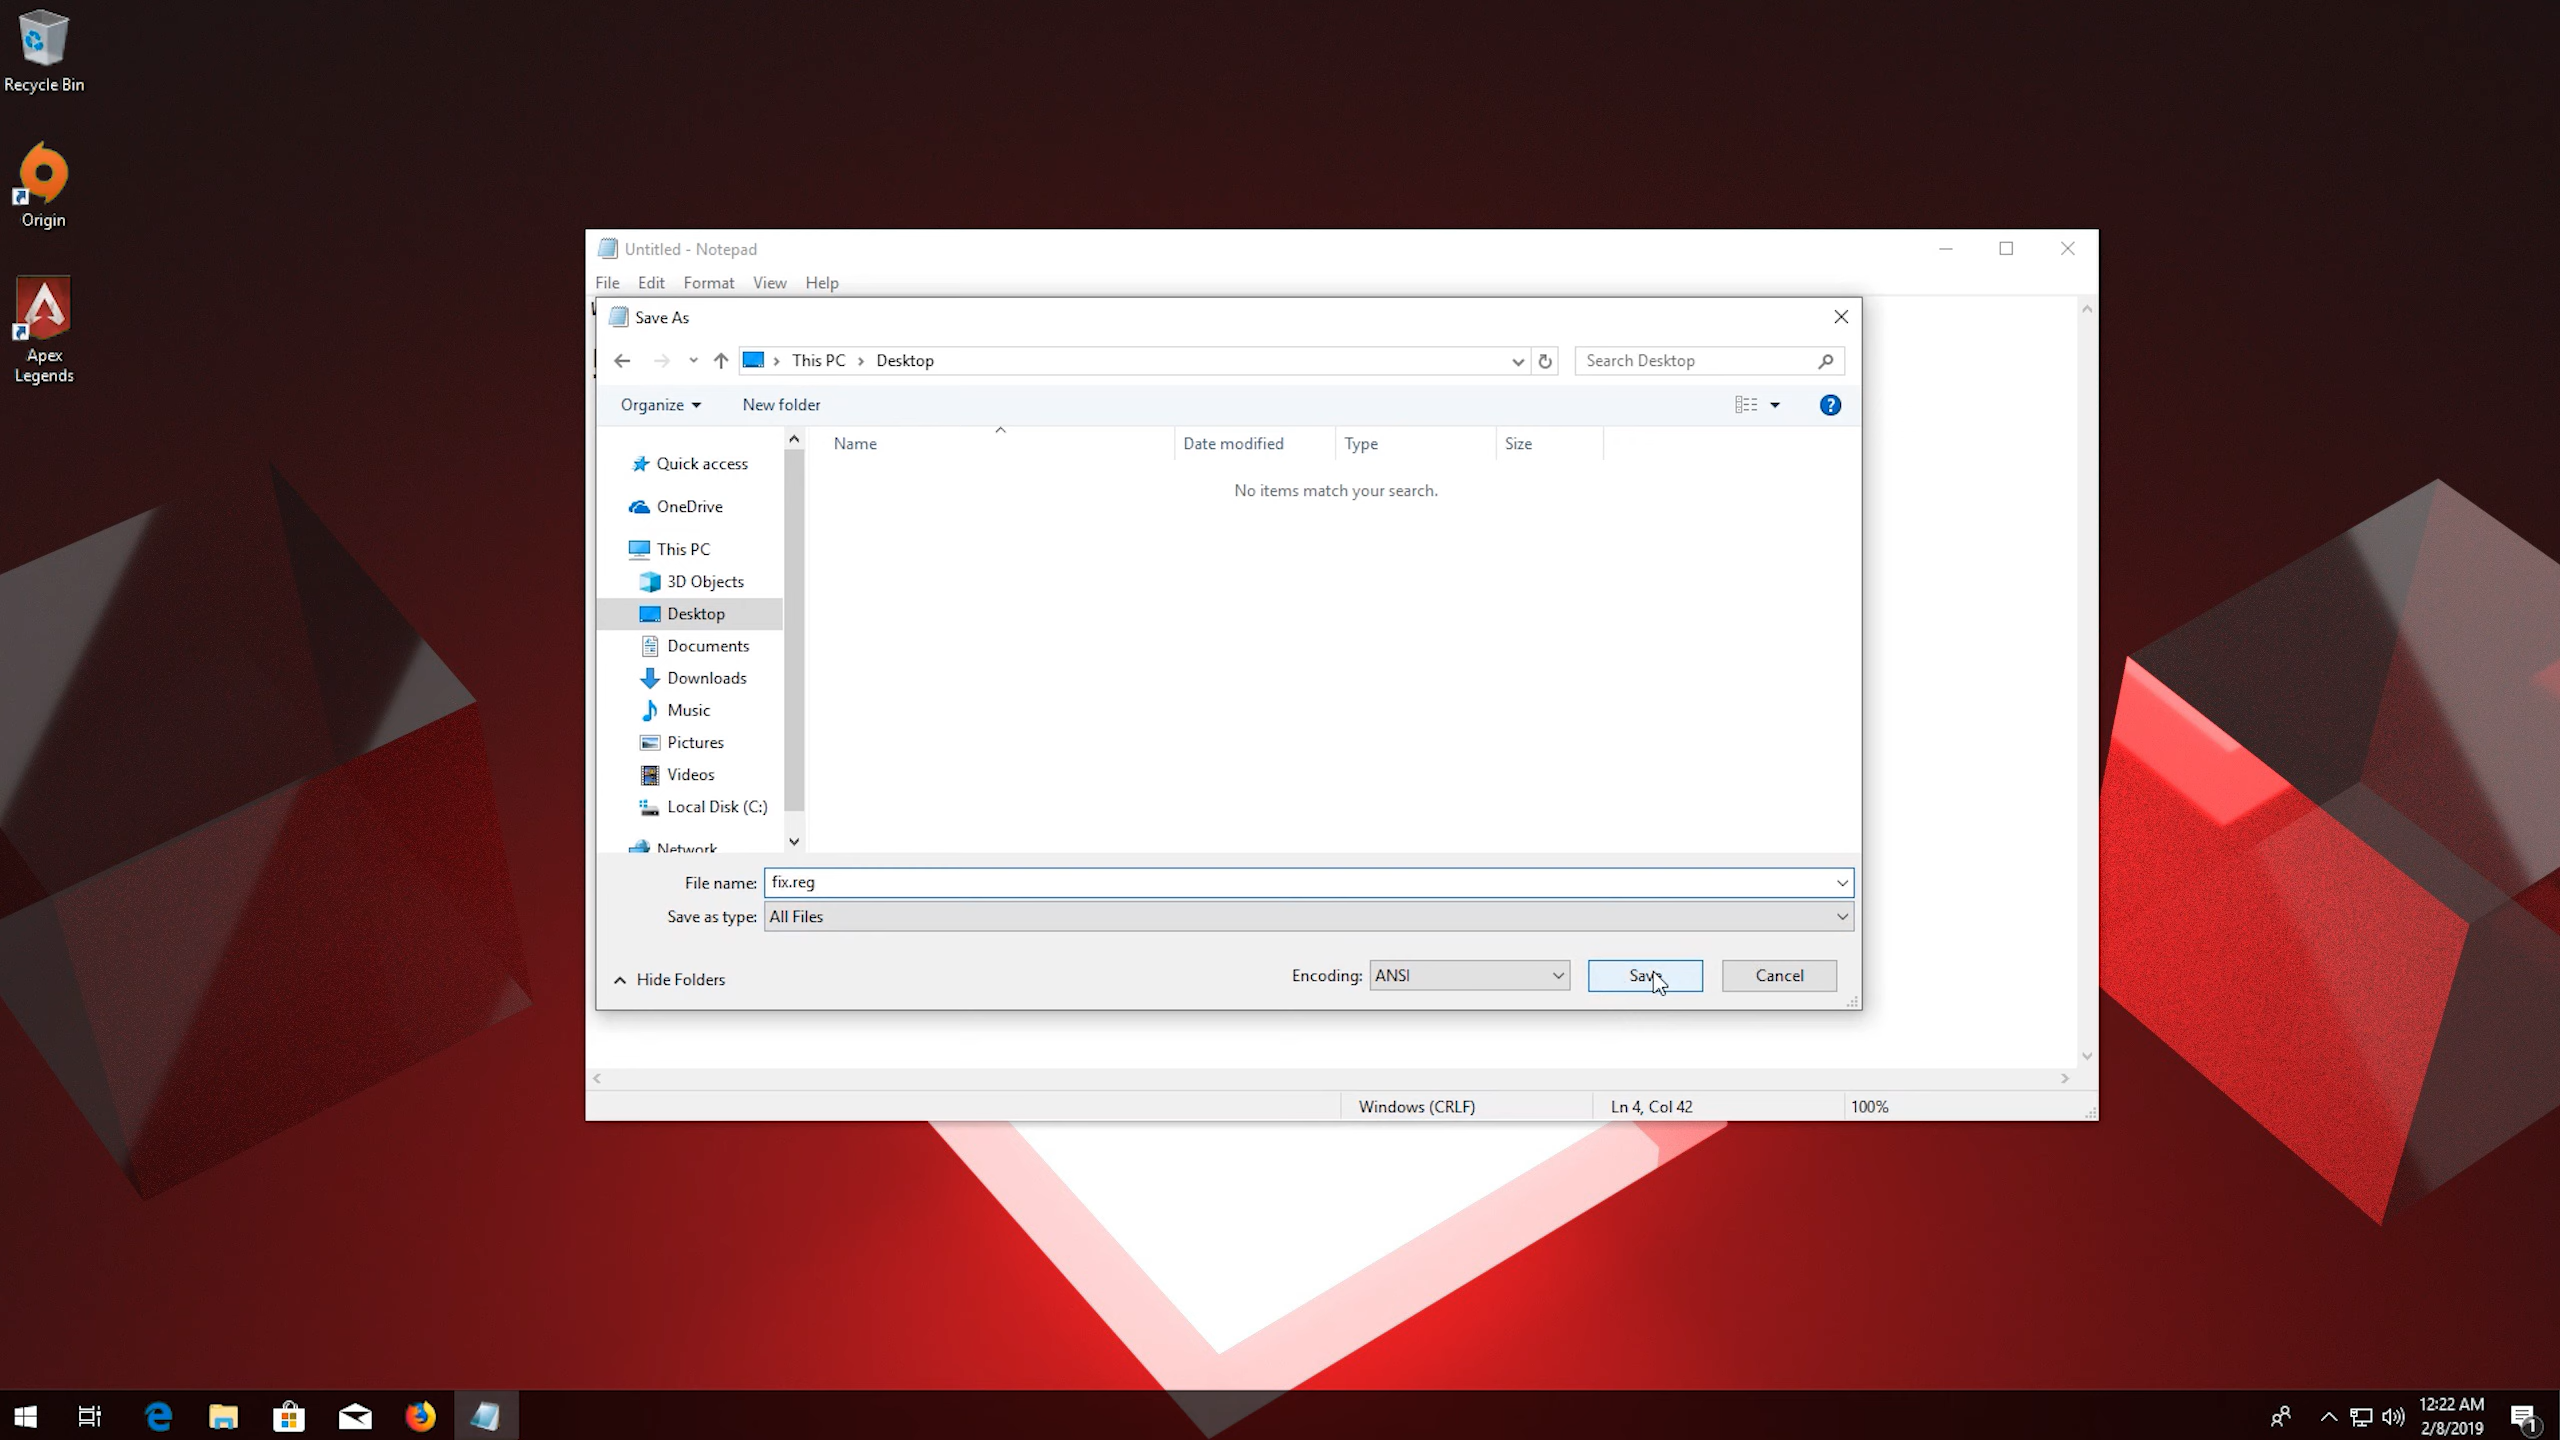 Recycle Bin
Origin
Apex
Legends
Untitled - Notepad
File Edit Format View Help
Save As
This PC Desktop
Search Desktop
Organize New folder
Name Date modified Type Size
No items match your search.
Quick access
OneDrive
This PC
3D Objects
Desktop
Documents
Downloads
Music
Pictures
Videos
Local Disk (C:)
Network
File name: fix.reg
Save as type: All Files
Hide Folders
Encoding: ANSI
Save
Cancel
Windows (CRLF) Ln 4, Col 42 100%
12:22 AM
2/8/2019
1